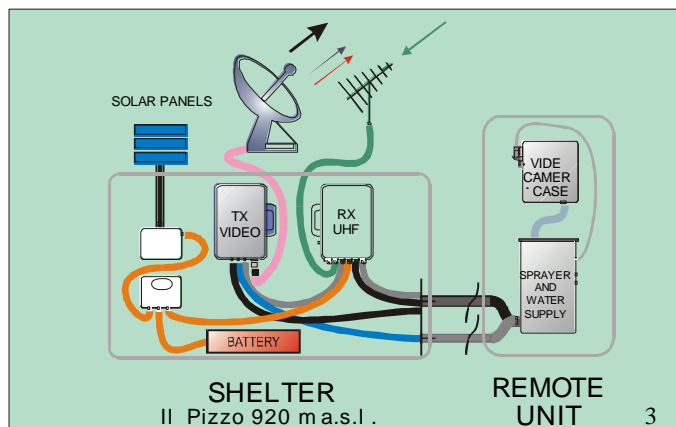 SOLAR PANELS
TX
VIDEO
RX
UHF
VIDE
CAMER
CASE
SPRAYER
AND
WATER
SUPPLY
BATTERY
SHELTER
Il Pizzo 920 m a.s.l .
REMOTE
UNIT
3